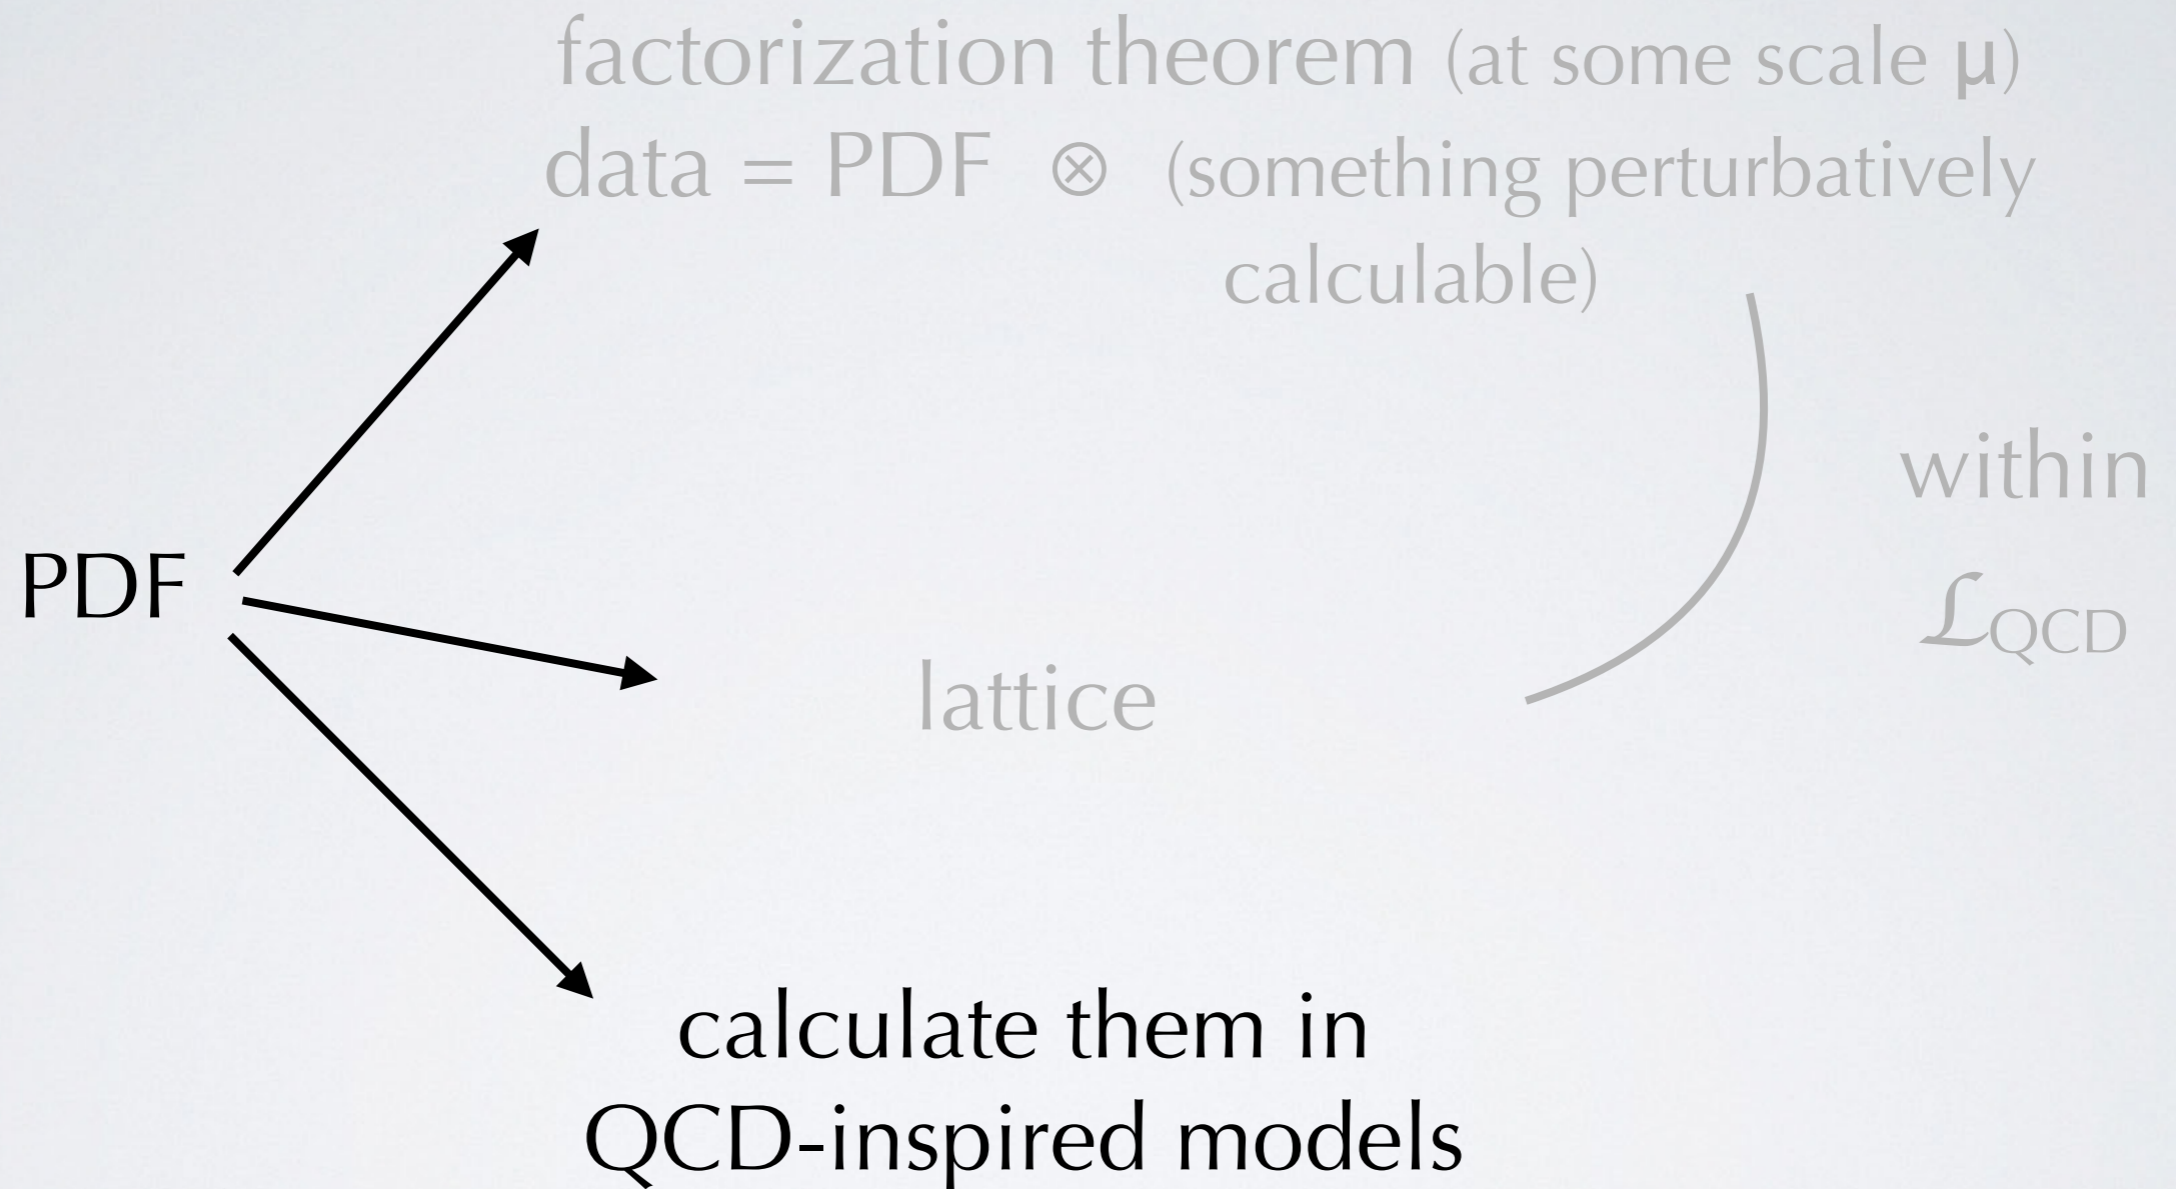 factorization theorem (at some scale μ)
data = PDF ⊗ (something perturbatively
calculable)
within
ℒQCD
PDF
lattice
calculate them in
QCD-inspired models